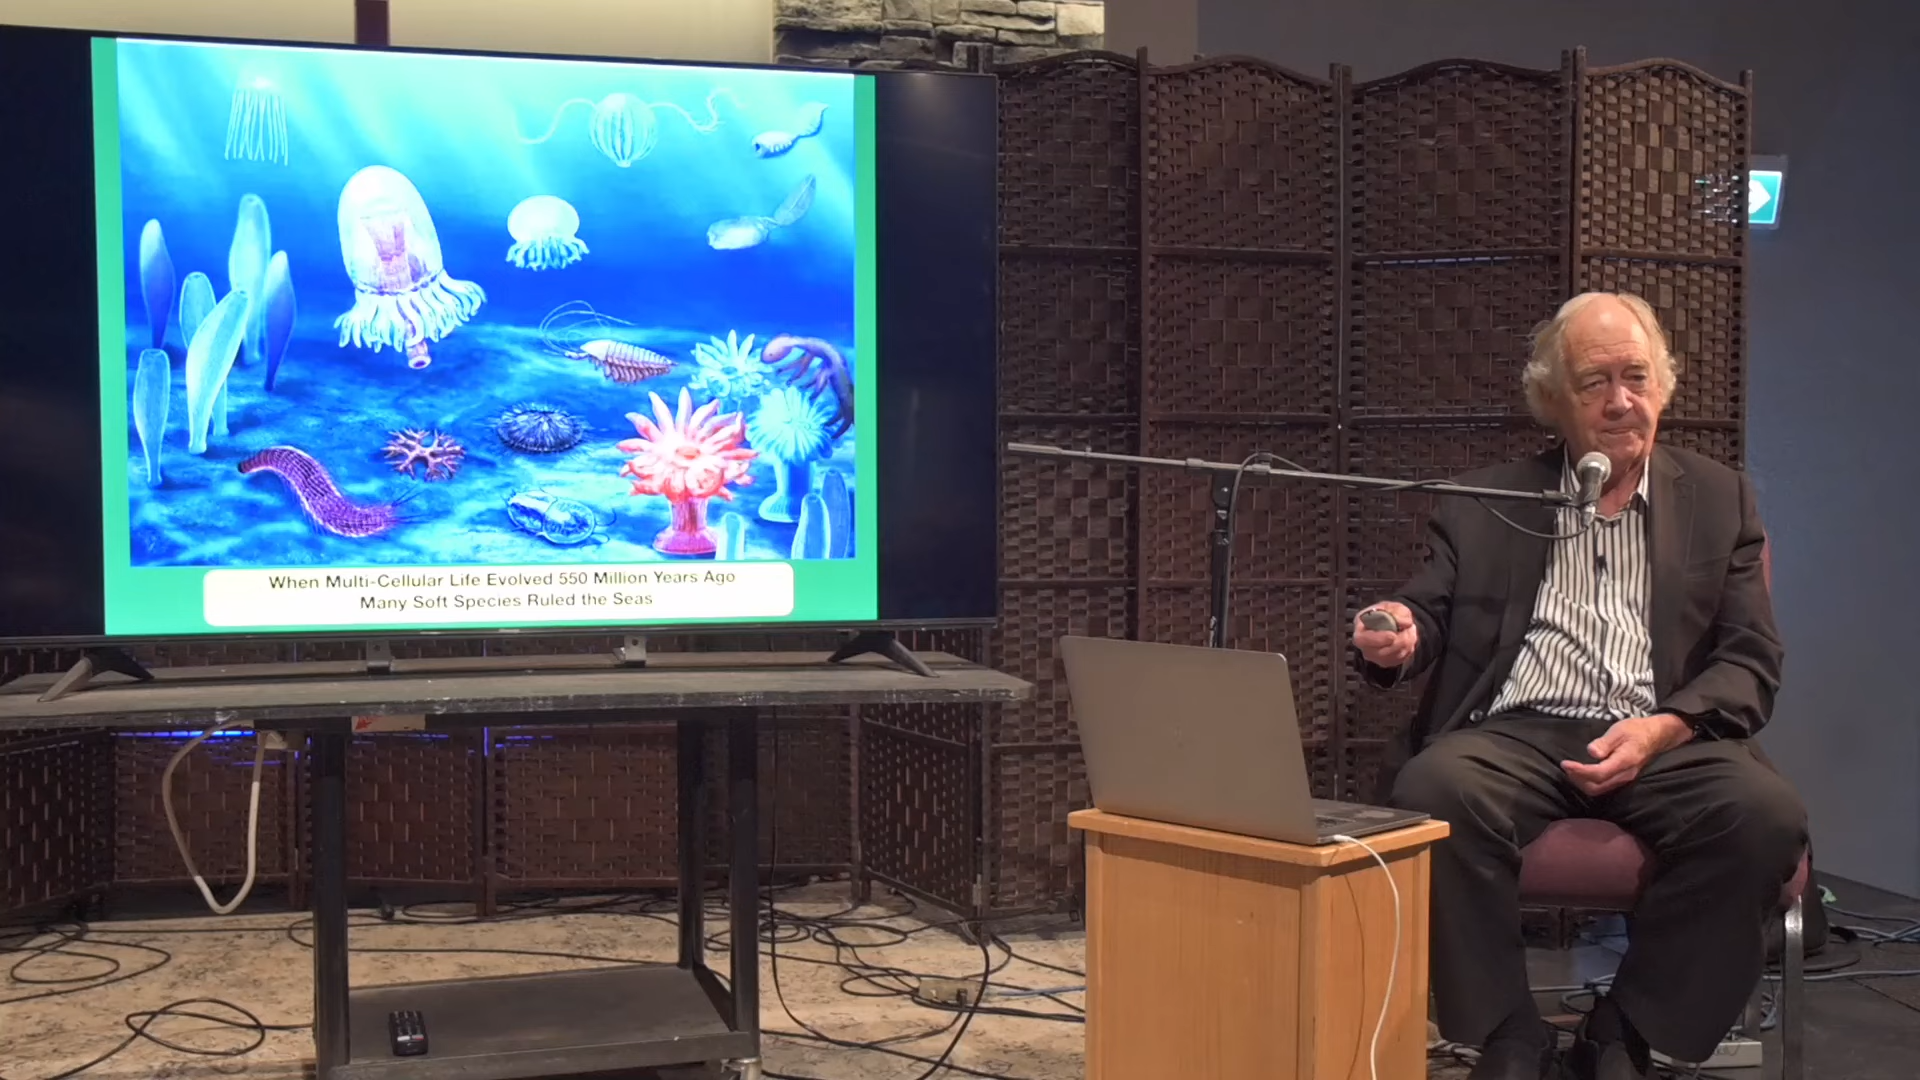 When Multi-Cellular Life Evolved 550 Million Years Ago
Many Soft Species Ruled the Seas